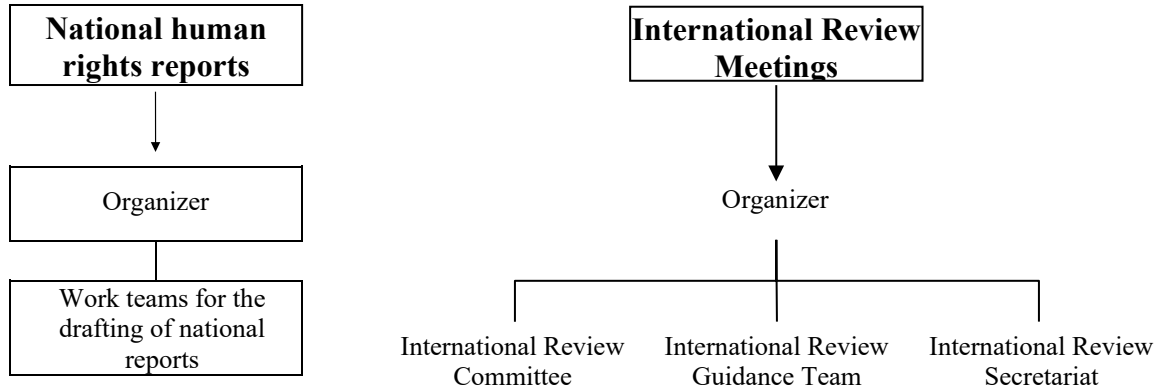 National human
rights reports
Organizer
Work teams for the
drafting of national
reports
International Review
Meetings
Organizer
International Review
Committee
International Review
Guidance Team
International Review
Secretariat